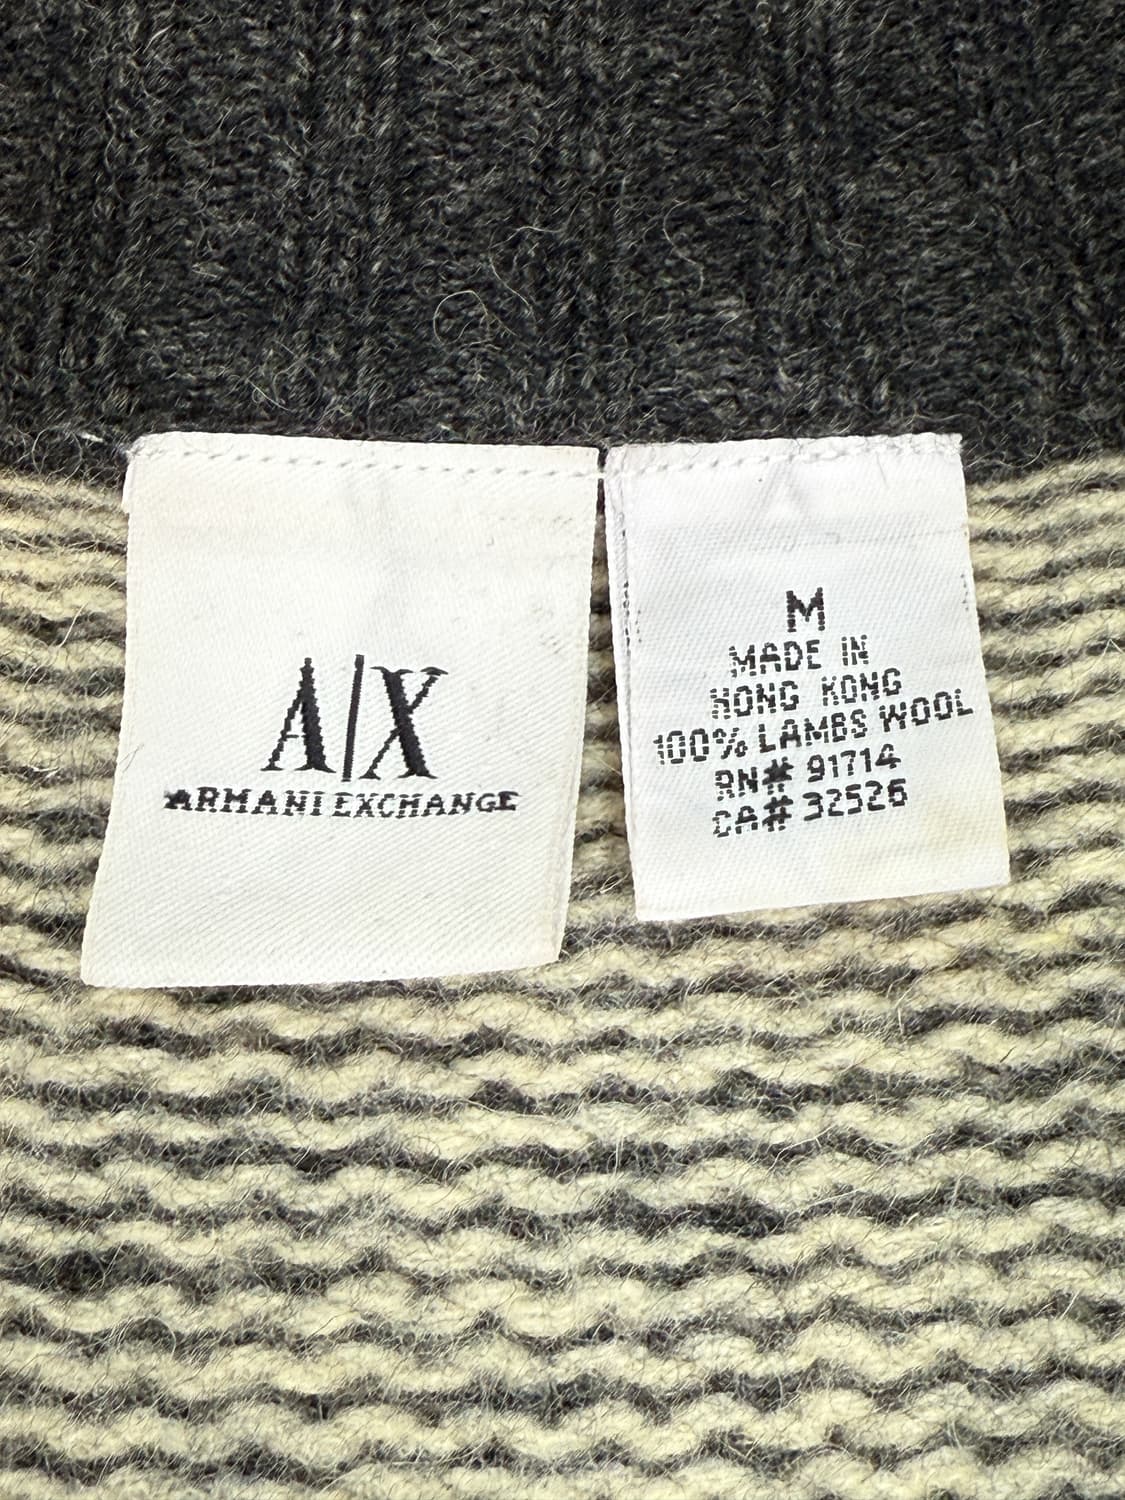 A|X
ARMANI EXCHANGE
M
MADE IN
HONG KONG
100% LAMBS WOOL
RN# 91714
CA# 32526